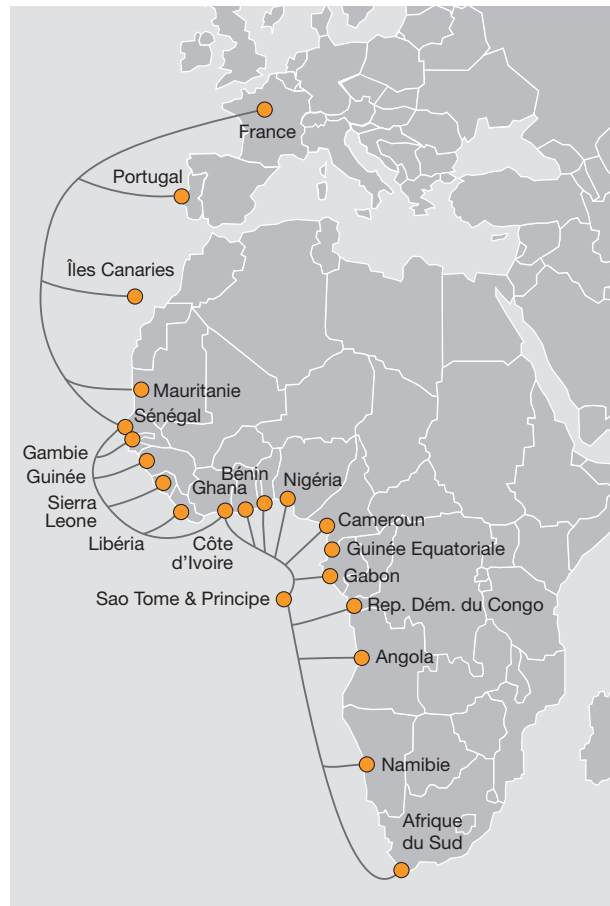 France
Portugal
Îles Canaries
Mauritanie
Sénégal
Gambie
Guinée
Sierra
Leone
Libéria
Côte
d'Ivoire
Ghana
Bénin
Nigéria
Cameroun
Guinée Equatoriale
Gabon
Sao Tome & Principe
Rep. Dém. du Congo
Angola
Namibie
Afrique
du Sud